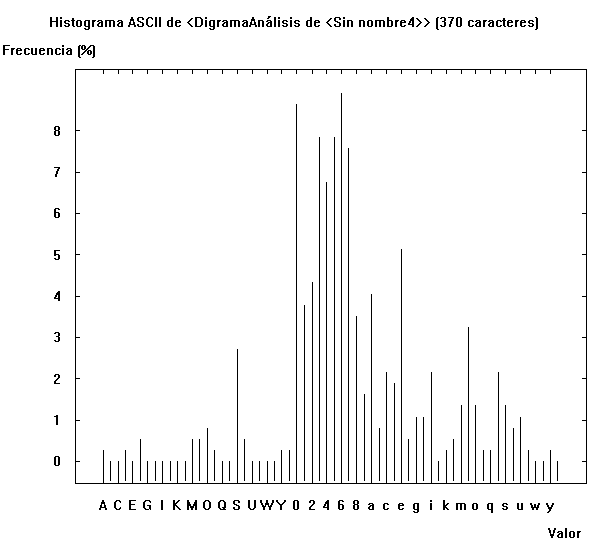 Histograma ASCII de <DigramaAnálisis de <Sin nombre4>> (370 caracteres)
Frecuencia (%)
8
7
6
5
4
3
2
1
0
A C E G I K M O Q S U W Y 0 2 4 6 8 a c e g i k m o q s u w y
Valor